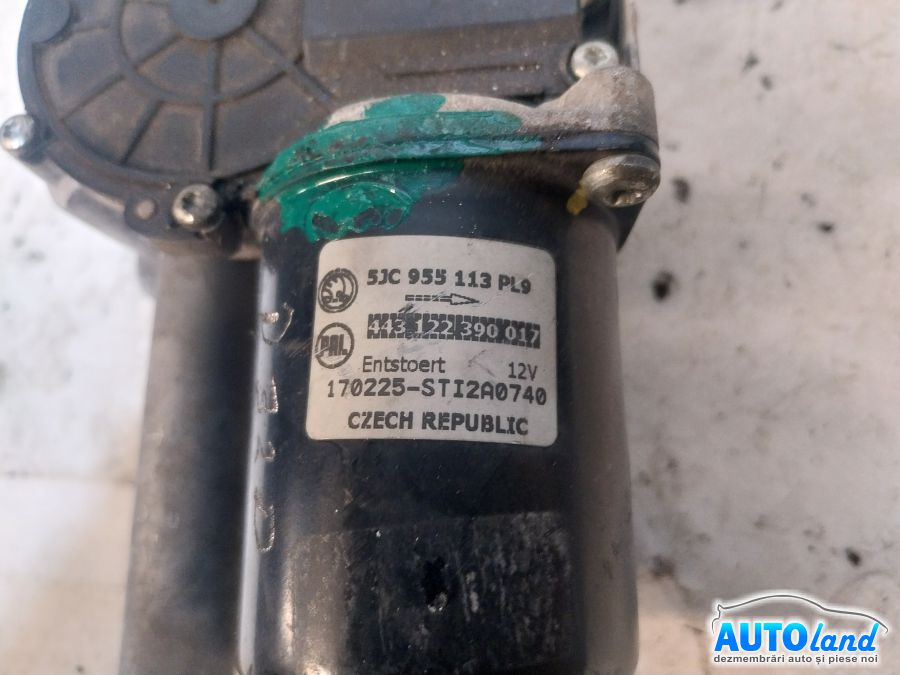 5JC 955 113 PL9
443 122 390 017
PAL
Entstoert 12V
170225-STI2A0740
CZECH REPUBLIC
AUTOland
dezmembrări auto și piese noi